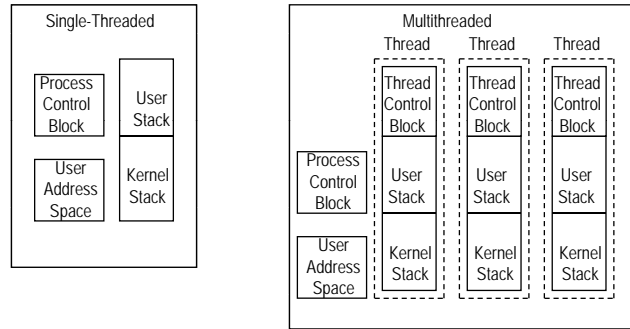 Single-Threaded
Process
Control
Block
User
Stack
User
Address
Space
Kernel
Stack
Multithreaded
Thread
Thread
Thread
Thread
Control
Block
Thread
Control
Block
Thread
Control
Block
Process
Control
Block
User
Stack
User
Stack
User
Stack
User
Address
Space
Kernel
Stack
Kernel
Stack
Kernel
Stack